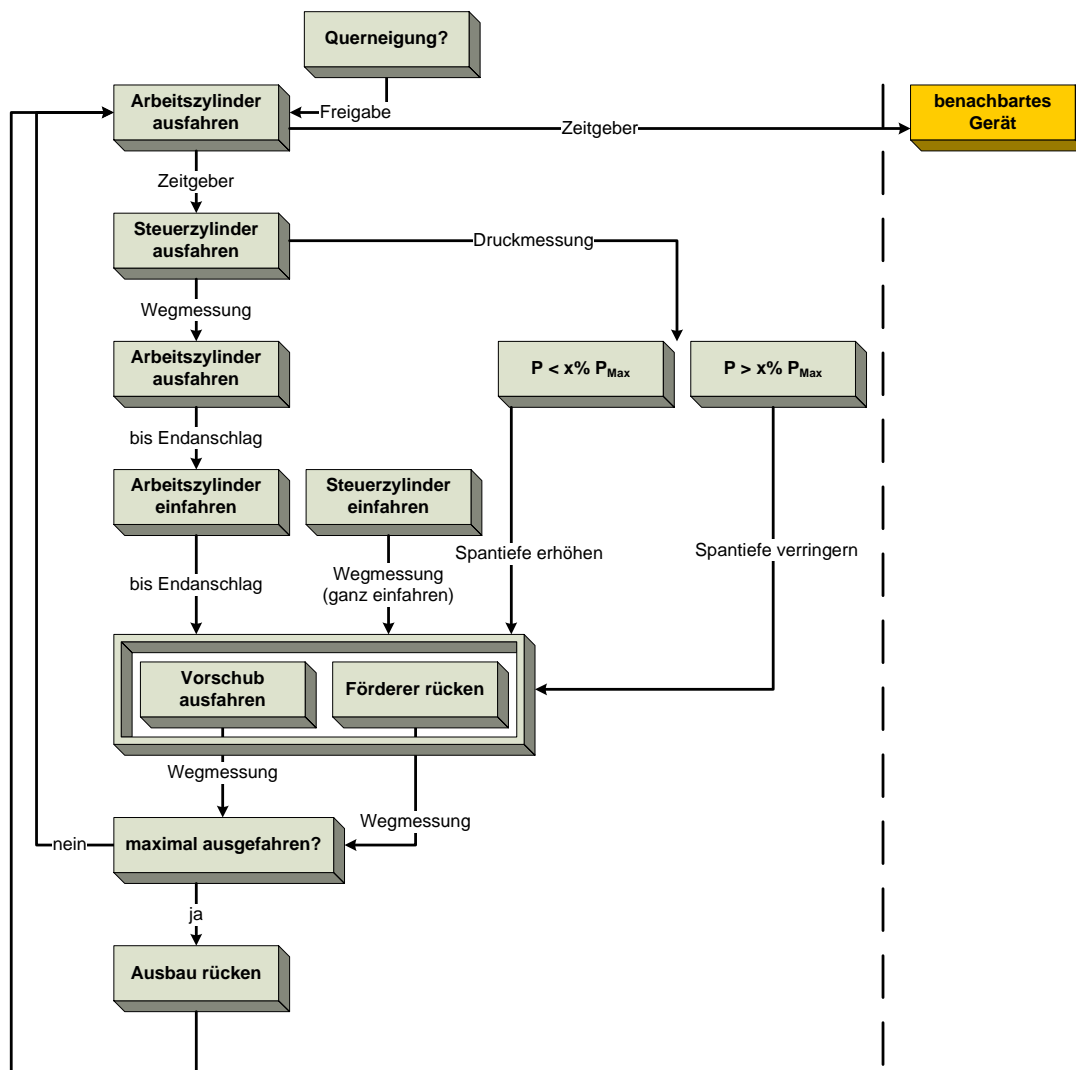 Querneigung?
Arbeitszylinder
ausfahren
Freigabe
Zeitgeber
benachbartes
Gerät
Zeitgeber
Steuerzylinder
ausfahren
Druckmessung
Wegmessung
Arbeitszylinder
ausfahren
P < x% PMax
P > x% PMax
bis Endanschlag
Arbeitszylinder
einfahren
Steuerzylinder
einfahren
Spantiefe erhöhen
Spantiefe verringern
bis Endanschlag
Wegmessung
(ganz einfahren)
Vorschub
ausfahren
Förderer rücken
Wegmessung
Wegmessung
nein
maximal ausgefahren?
ja
Ausbau rücken